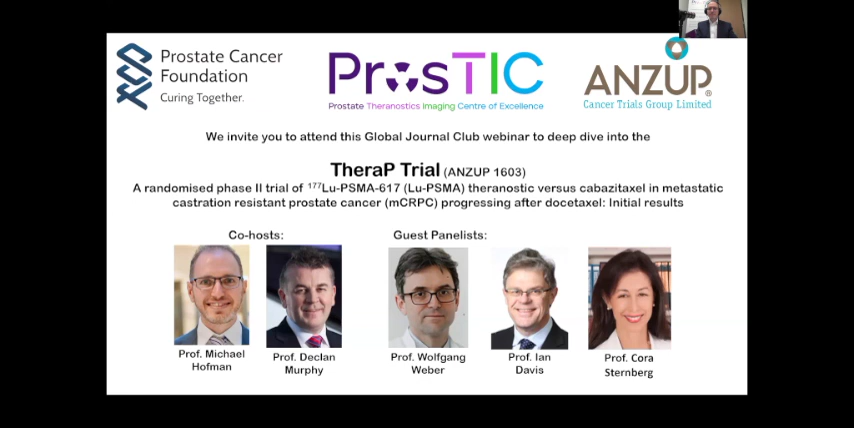 Prostate Cancer
Foundation
Curing Together.
ProsTIC
Prostate Theranostics Imaging Centre of Excellence
ANZUP®
Cancer Trials Group Limited
We invite you to attend this Global Journal Club webinar to deep dive into the
TheraP Trial (ANZUP 1603)
A randomised phase II trial of ¹⁷⁷Lu-PSMA-617 (Lu-PSMA) theranostic versus cabazitaxel in metastatic
castration resistant prostate cancer (mCRPC) progressing after docetaxel: Initial results
Co-hosts:
Guest Panelists:
Prof. Michael
Hofman
Prof. Declan
Murphy
Prof. Wolfgang
Weber
Prof. Ian
Davis
Prof. Cora
Sternberg